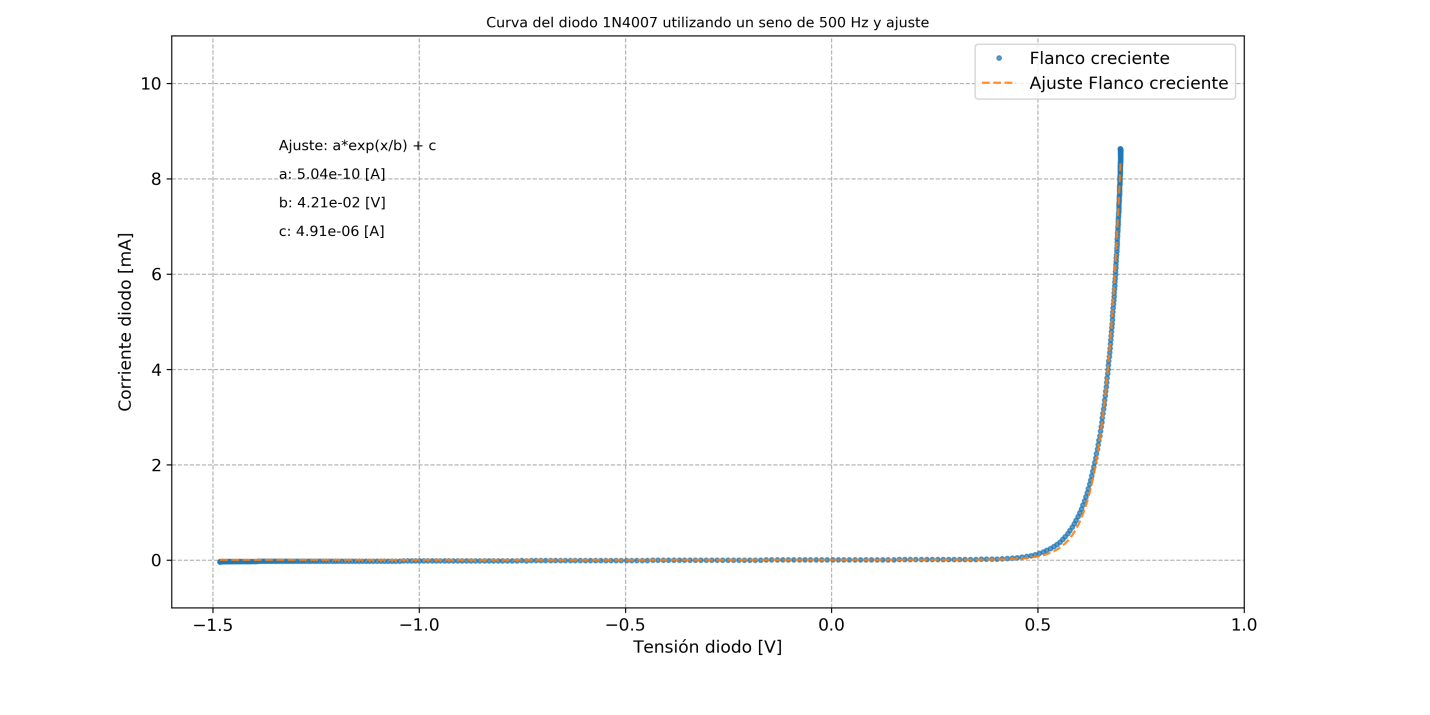 Curva del diodo 1N4007 utilizando un seno de 500 Hz y ajuste
Flanco creciente
Ajuste Flanco creciente
Ajuste: a*exp(x/b) + c
a: 5.04e-10 [A]
b: 4.21e-02 [V]
c: 4.91e-06 [A]
Corriente diodo [mA]
10
8
6
4
2
0
−1.5 −1.0 −0.5 0.0 0.5 1.0
Tensión diodo [V]